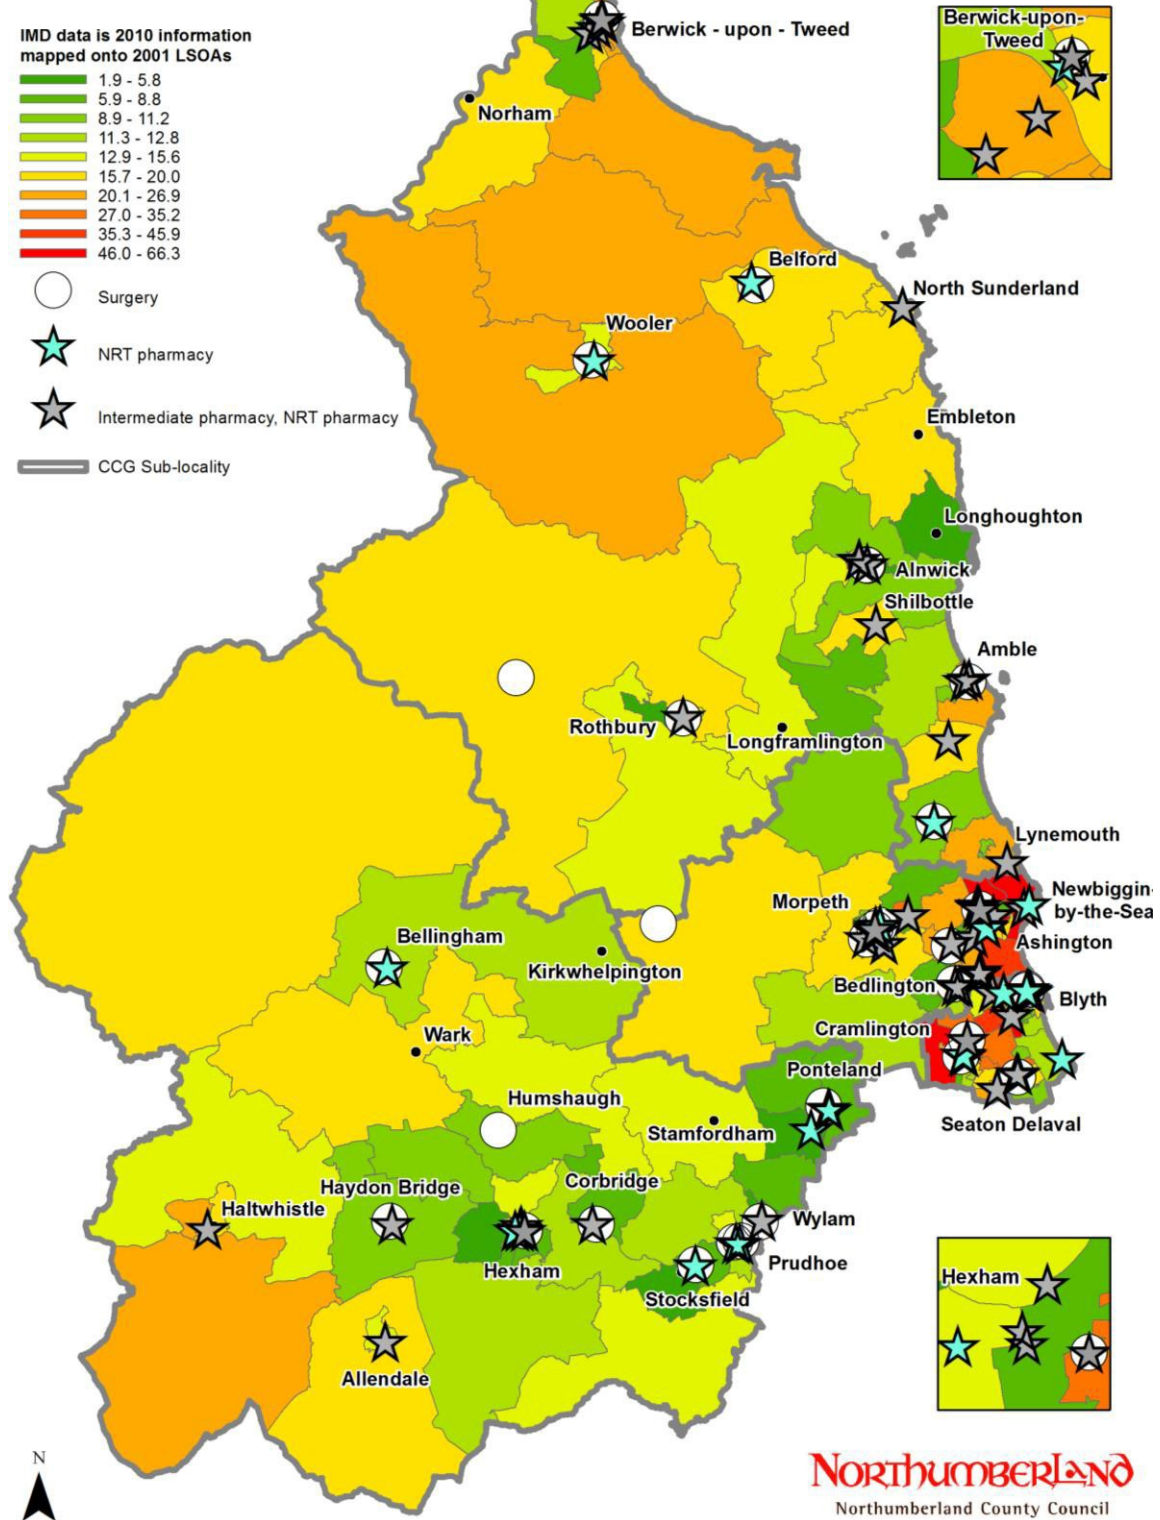 IMD data is 2010 information
mapped onto 2001 LSOAs
1.9 - 5.8
5.9 - 8.8
8.9 - 11.2
11.3 - 12.8
12.9 - 15.6
15.7 - 20.0
20.1 - 26.9
27.0 - 35.2
35.3 - 45.9
46.0 - 66.3
Surgery
NRT pharmacy
Intermediate pharmacy, NRT pharmacy
CCG Sub-locality
Berwick - upon - Tweed
Berwick-upon-
Tweed
Norham
Belford
North Sunderland
Wooler
Embleton
Longhoughton
Alnwick
Shilbottle
Amble
Rothbury
Longframlington
Lynemouth
Newbiggin-
by-the-Sea
Morpeth
Ashington
Bellingham
Kirkwhelpington
Bedlington
Blyth
Cramlington
Wark
Ponteland
Humshaugh
Stamfordham
Seaton Delaval
Haydon Bridge
Corbridge
Haltwhistle
Wylam
Hexham
Prudhoe
Stocksfield
Allendale
Hexham
N
Northumberland
Northumberland County Council